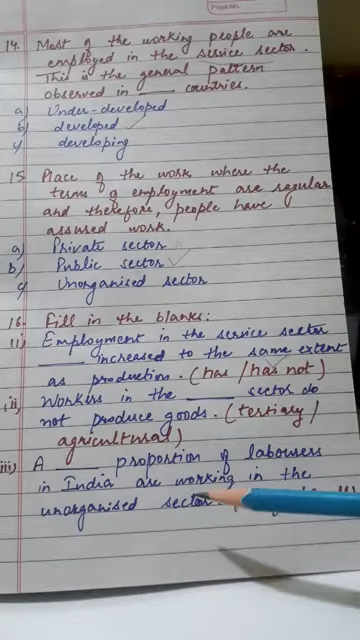 Page No.
14. Most of the working people are
employed in the service sector.
This is the general pattern
observed in ____ countries.
a) Under-developed
b) developed ✓
c) developing
15 Place of the work where the
terms of employment are regular
and therefore, people have
assured work.
a) Private sector
b) Public sector ✓
c) Unorganised sector
16. Fill in the blanks:
(i) Employment in the service sector
____ increased to the same extent
as production. (has / has not)
(ii) Workers in the ____ sector do
not produce goods. (tertiary /
agricultural)
iii) A ____ proportion of labourers
in India are working in the
unorganised sector.